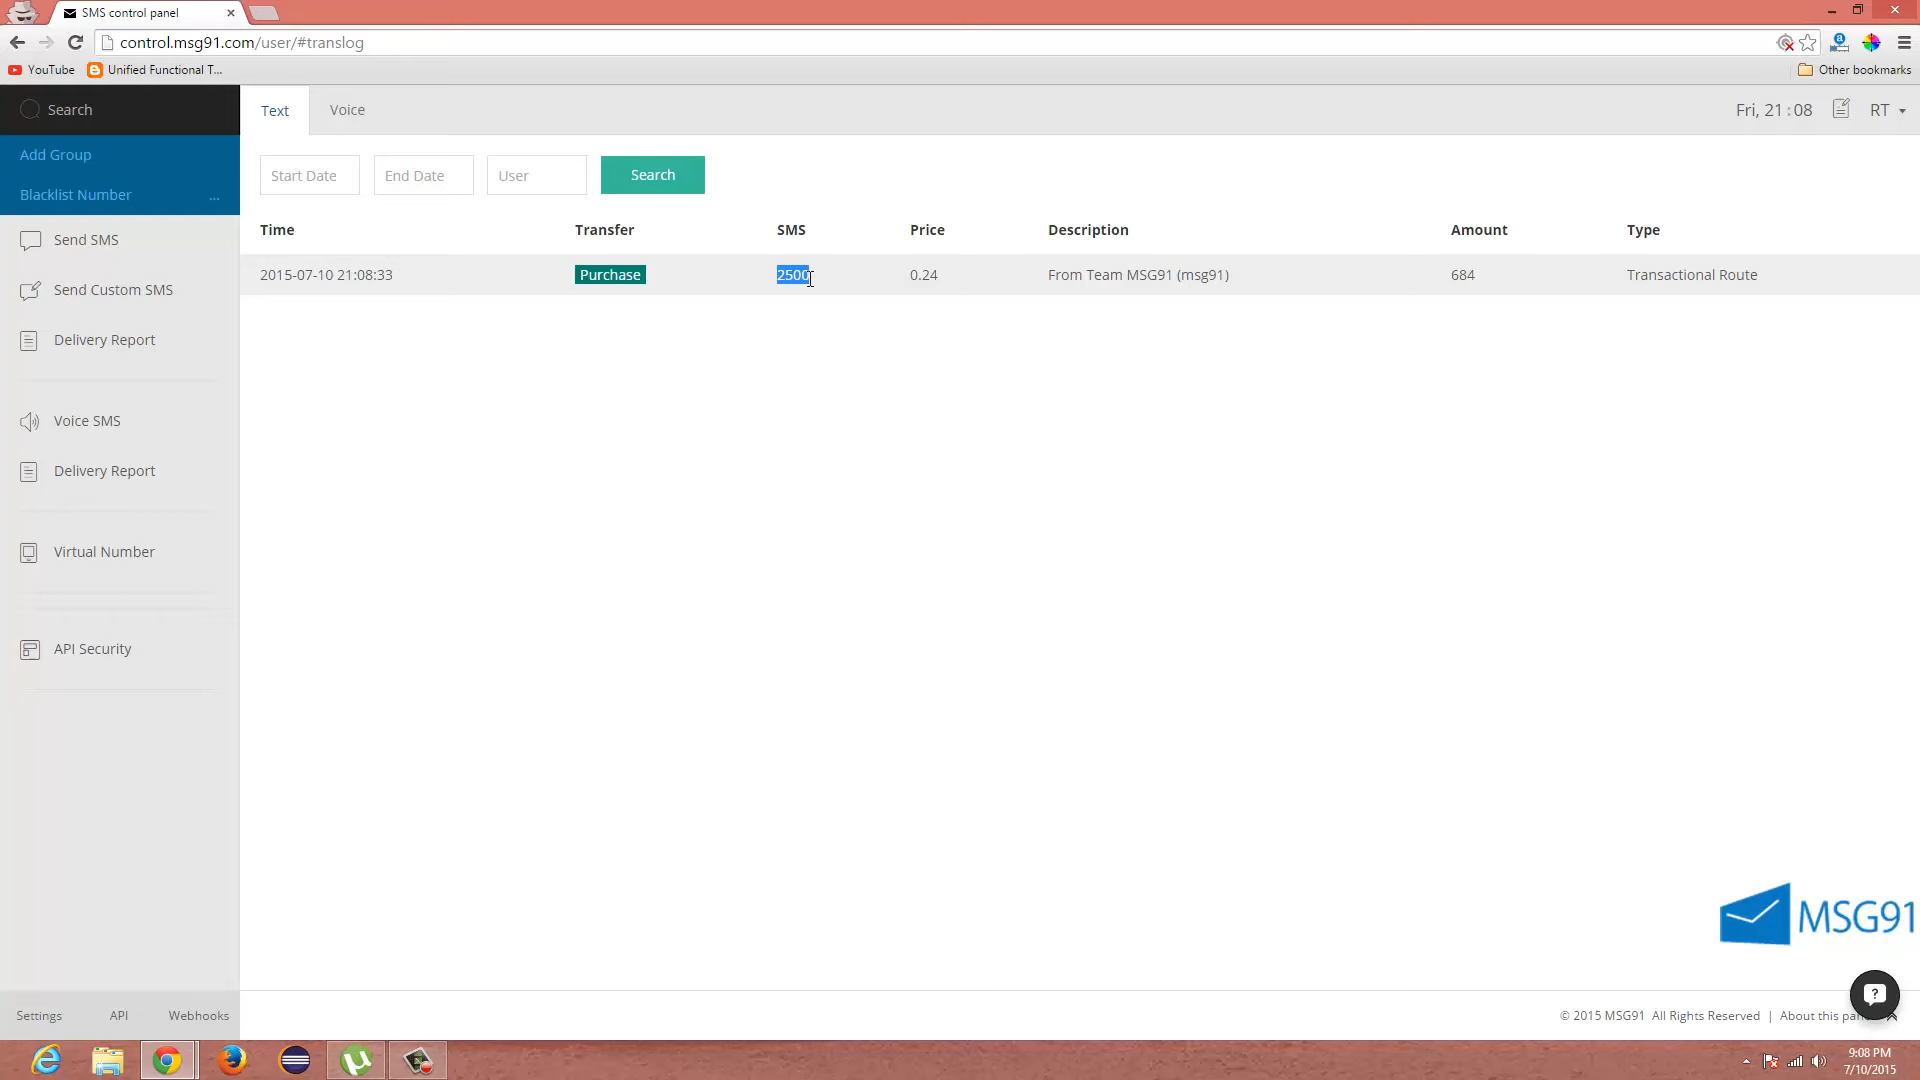 SMS control panel
control.msg91.com/user/#translog
YouTube
Unified Functional T...
Other bookmarks
Search
Text
Voice
Fri, 21:08
RT
Add Group
Blacklist Number
...
Start Date
End Date
User
Search
Send SMS
Send Custom SMS
Delivery Report
Voice SMS
Delivery Report
Virtual Number
API Security
Time Transfer SMS Price Description Amount Type
2015-07-10 21:08:33 Purchase 2500 0.24 From Team MSG91 (msg91) 684 Transactional Route
MSG91
Settings
API
Webhooks
© 2015 MSG91 All Rights Reserved | About this
9:08 PM
7/10/2015